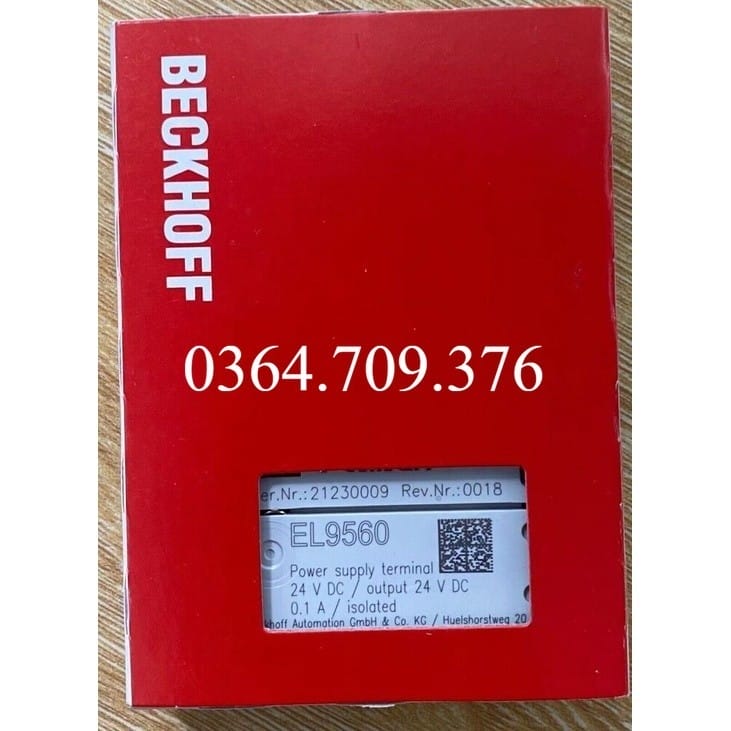 BECKHOFF
0364.709.376
er.Nr.:21230009 Rev.Nr.:0018
EL9560
Power supply terminal
24 V DC / output 24 V DC
0.1 A / isolated
khoff Automation GmbH & Co. KG / Huelshorstweg 20